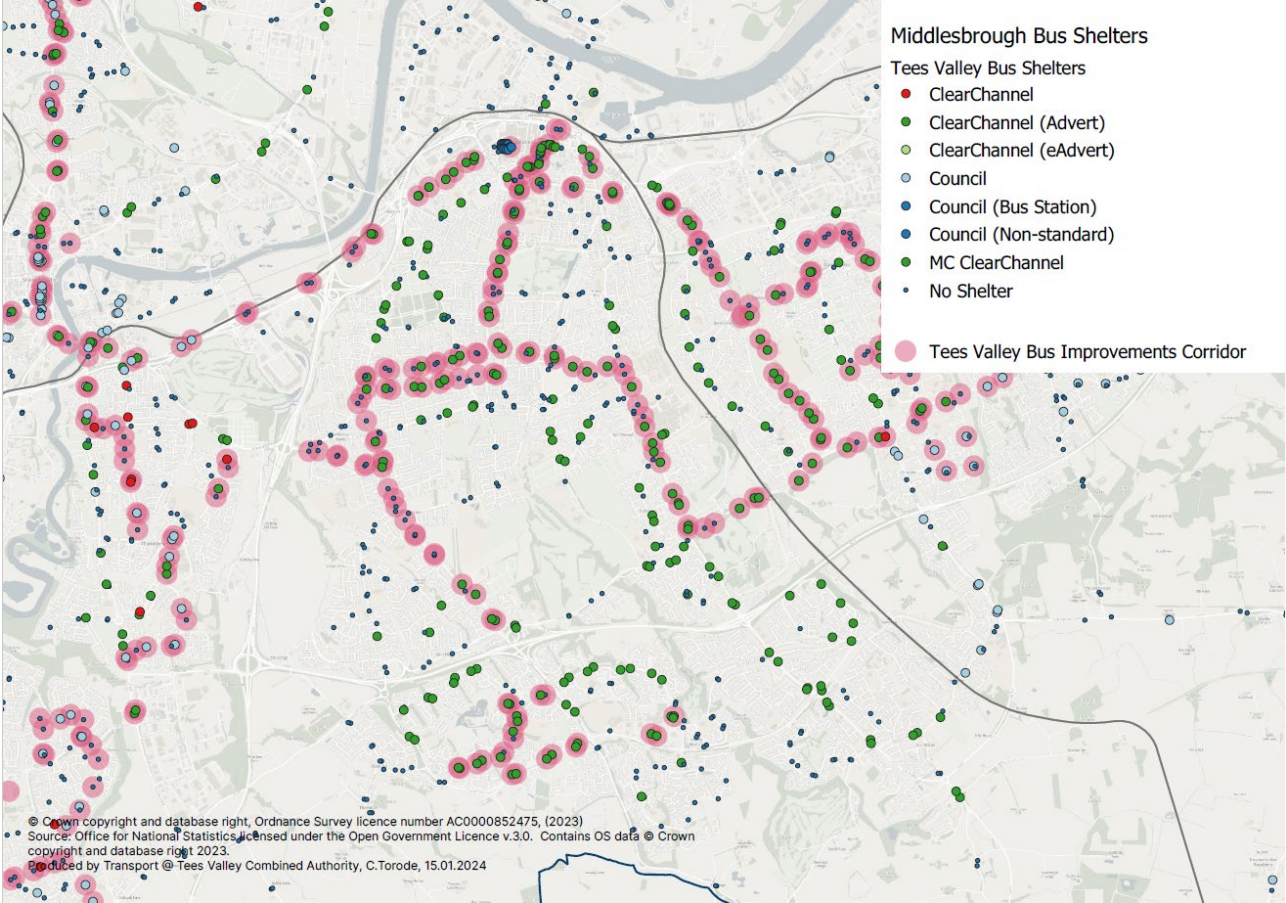 Middlesbrough Bus Shelters
Tees Valley Bus Shelters
ClearChannel
ClearChannel (Advert)
ClearChannel (eAdvert)
Council
Council (Bus Station)
Council (Non-standard)
MC ClearChannel
No Shelter
Tees Valley Bus Improvements Corridor
© Crown copyright and database right, Ordnance Survey licence number AC0000852475, (2023)
Source: Office for National Statistics licensed under the Open Government Licence v.3.0. Contains OS data © Crown
copyright and database right 2023.
Produced by Transport @ Tees Valley Combined Authority, C.Torode, 15.01.2024